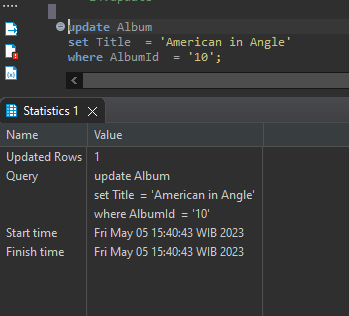 update Album
set Title = 'American in Angle'
where AlbumId = '10';
Statistics 1
Name Value
Updated Rows 1
Query update Album
set Title = 'American in Angle'
where AlbumId = '10'
Start time Fri May 05 15:40:43 WIB 2023
Finish time Fri May 05 15:40:43 WIB 2023